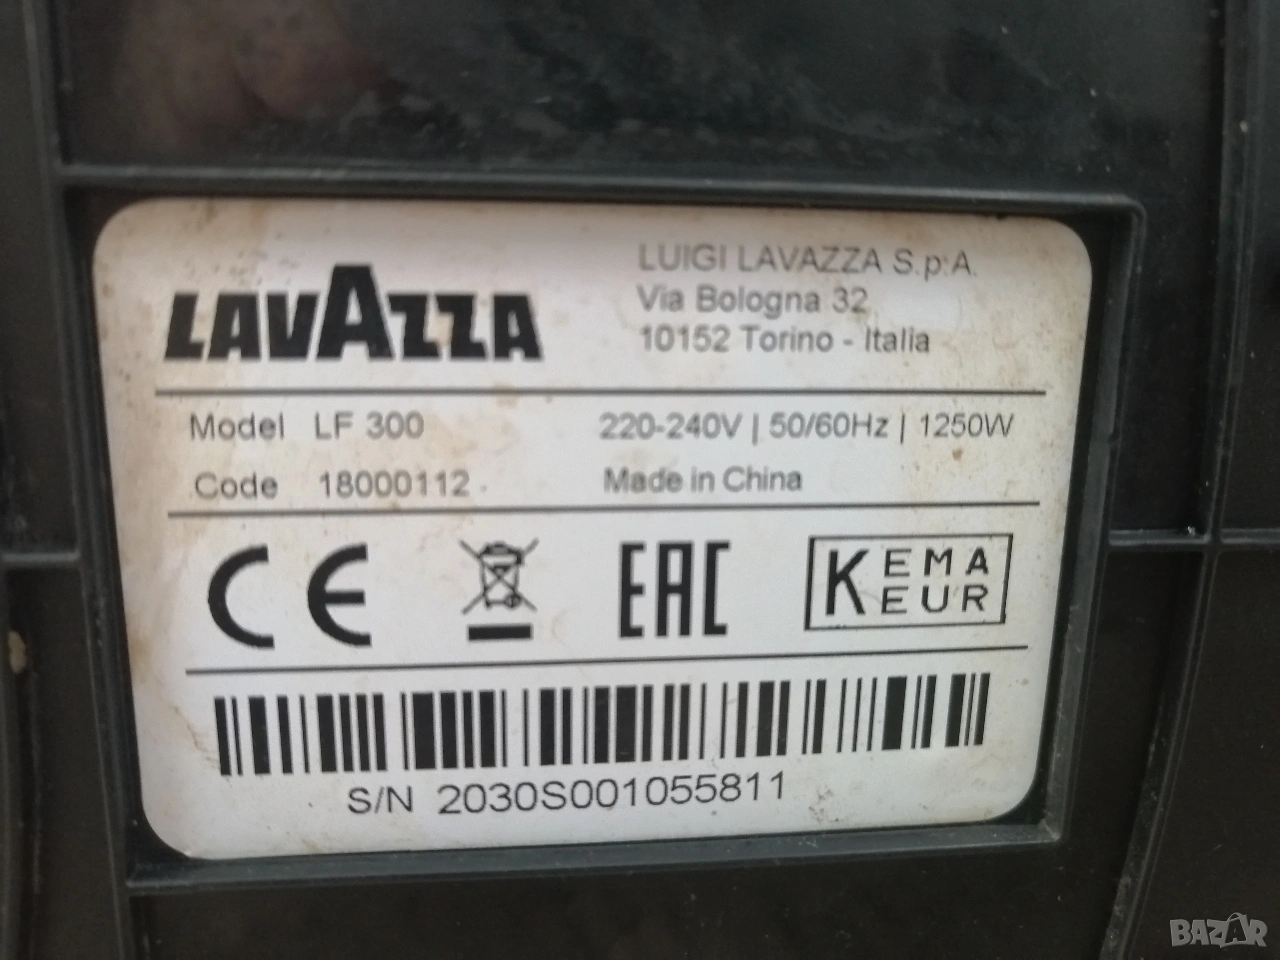 LAVAZZA
LUIGI LAVAZZA S.p.A.
Via Bologna 32
10152 Torino - Italia
Model LF 300
220-240V | 50/60Hz | 1250W
Code 18000112
Made in China
CE
EAC
KEMA
EUR
S/N 2030S001055811
BAZAR